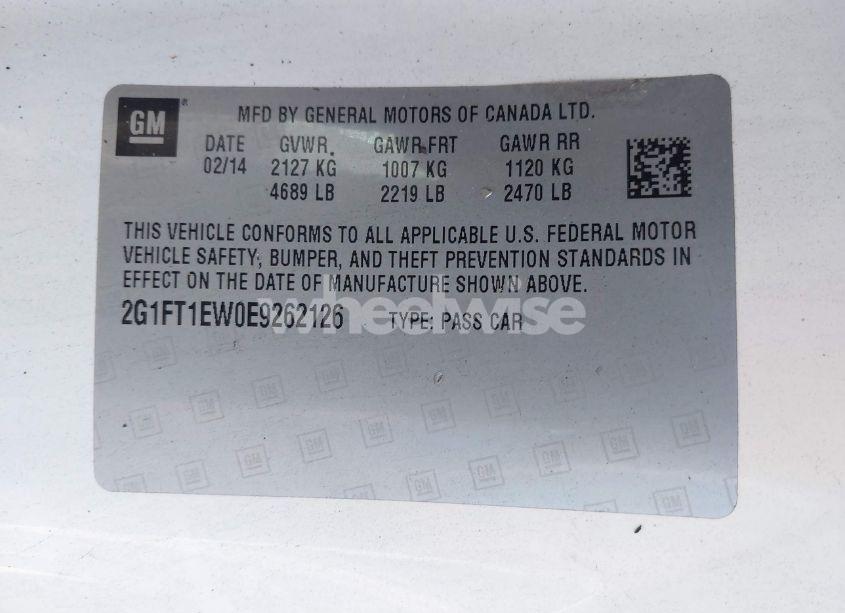 GM
MFD BY GENERAL MOTORS OF CANADA LTD.
DATE GVWR. GAWR FRT GAWR RR
02/14 2127 KG 1007 KG 1120 KG
4689 LB 2219 LB 2470 LB
THIS VEHICLE CONFORMS TO ALL APPLICABLE U.S. FEDERAL MOTOR
VEHICLE SAFETY, BUMPER, AND THEFT PREVENTION STANDARDS IN
EFFECT ON THE DATE OF MANUFACTURE SHOWN ABOVE.
2G1FT1EW0E9262126 TYPE: PASS CAR
wheelwise